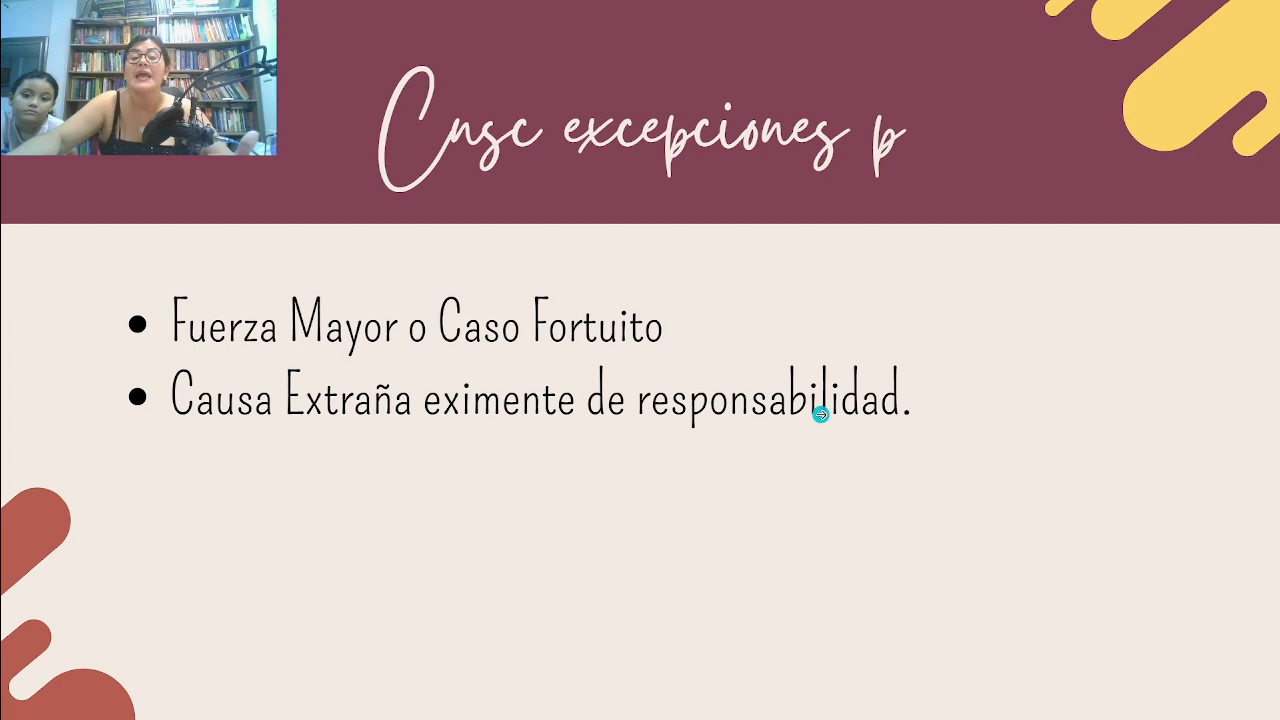 Cnsc excepciones p
Fuerza Mayor o Caso Fortuito
Causa Extraña eximente de responsabilidad.